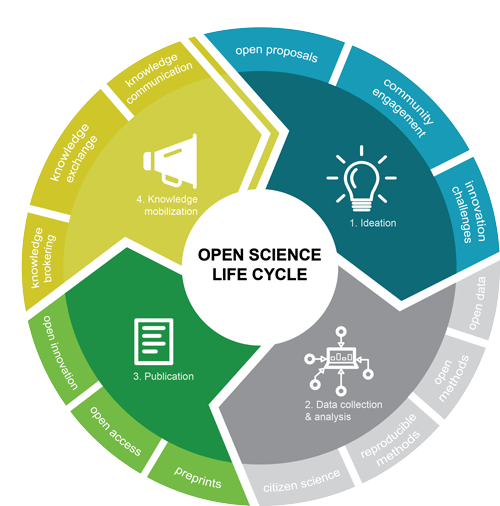 OPEN SCIENCE
LIFE CYCLE
open proposals
community
engagement
innovation
challenges
1. Ideation
open data
open
methods
reproducible
methods
citizen science
2. Data collection
& analysis
preprints
open access
open innovation
3. Publication
knowledge
brokering
knowledge
exchange
knowledge
communication
4. Knowledge
mobilization